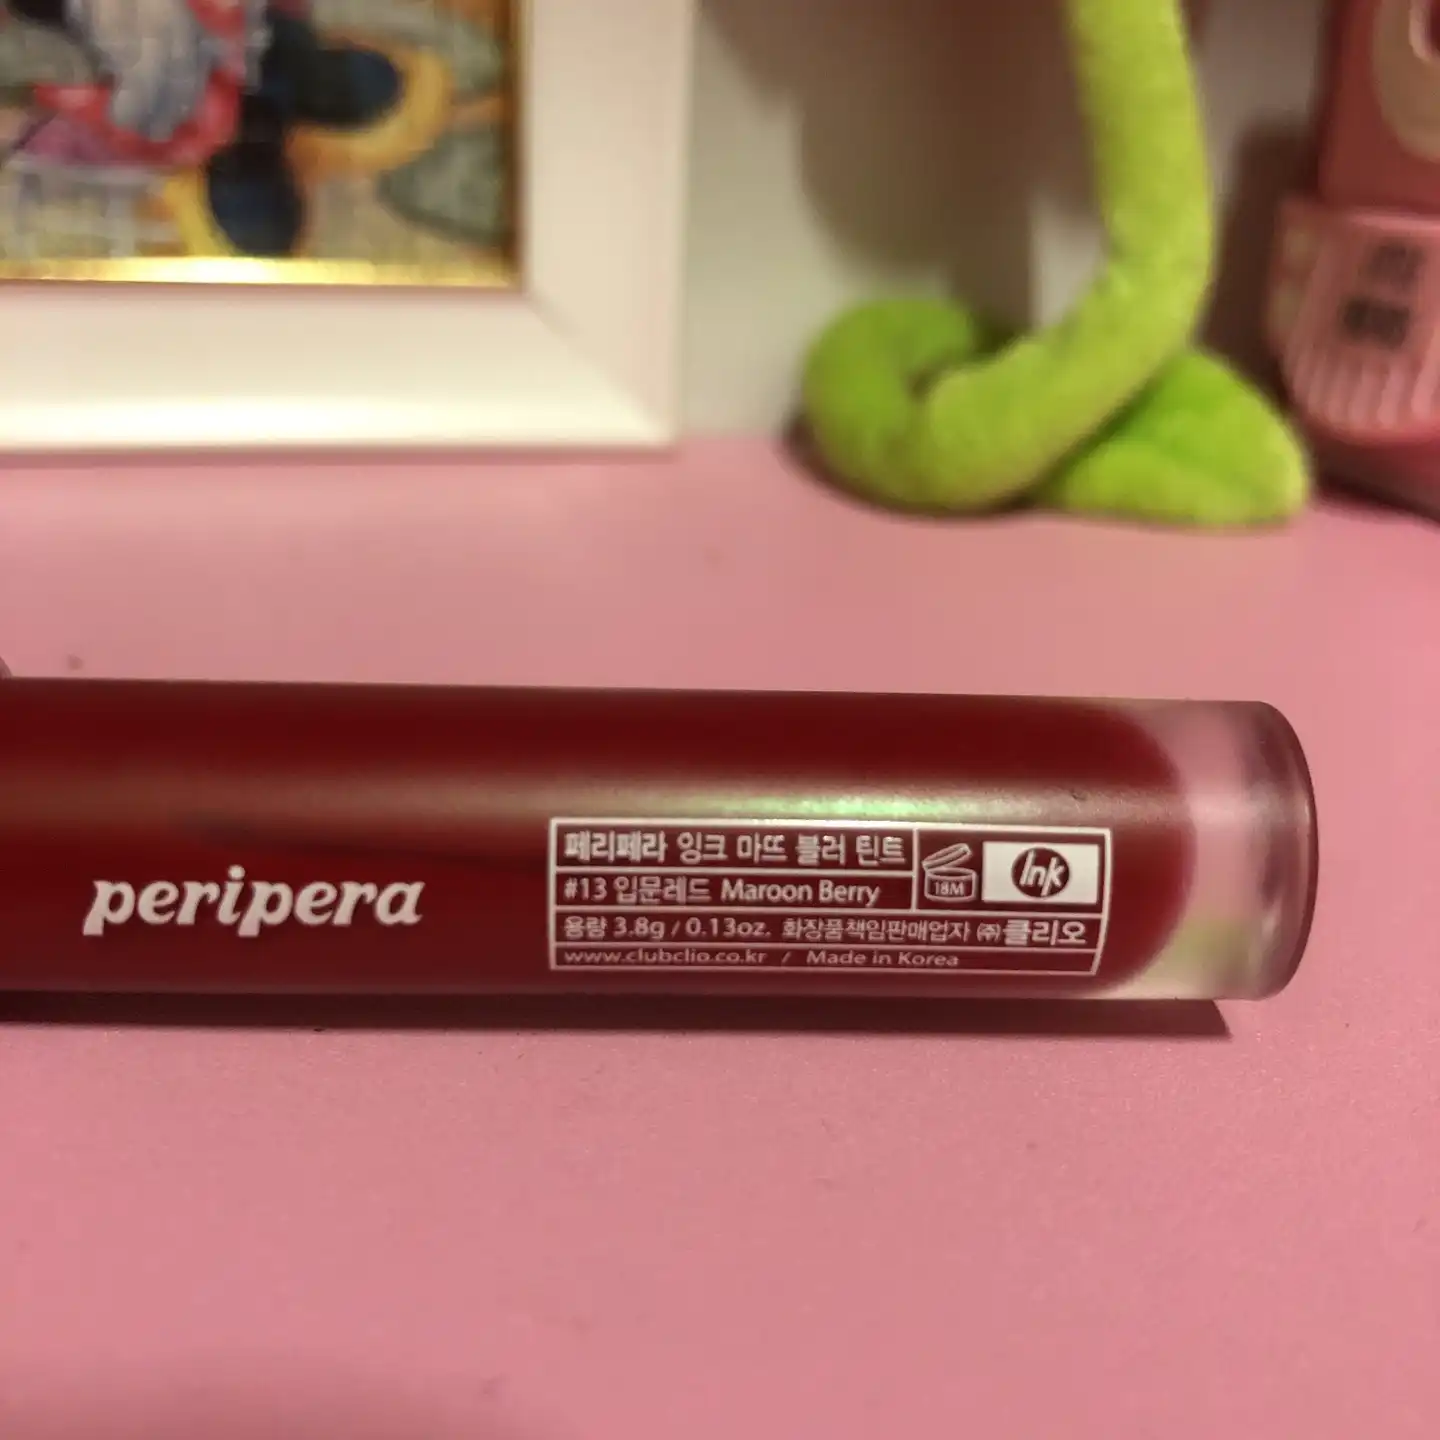 peripera
페리페라 잉크 마뜨 블러 틴트
18M
Ink
#13 입문레드 Maroon Berry
용량 3.8g / 0.13oz. 화장품책임판매업자 ㈜클리오
www.clubclio.co.kr / Made in Korea